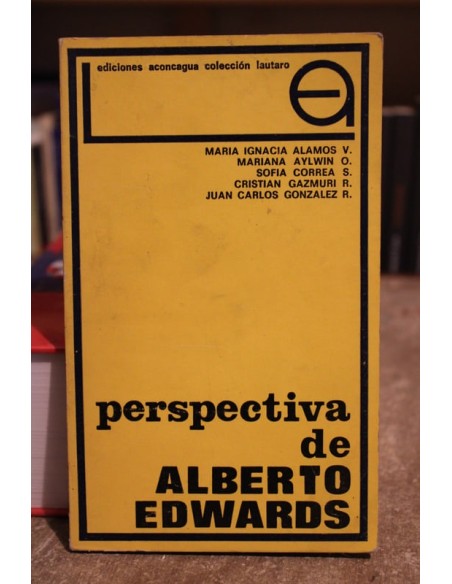 ediciones aconcagua colección lautaro
ea
MARIA IGNACIA ALAMOS V.
MARIANA AYLWIN O.
SOFIA CORREA S.
CRISTIAN GAZMURI R.
JUAN CARLOS GONZALEZ R.
perspectiva
de
ALBERTO
EDWARDS